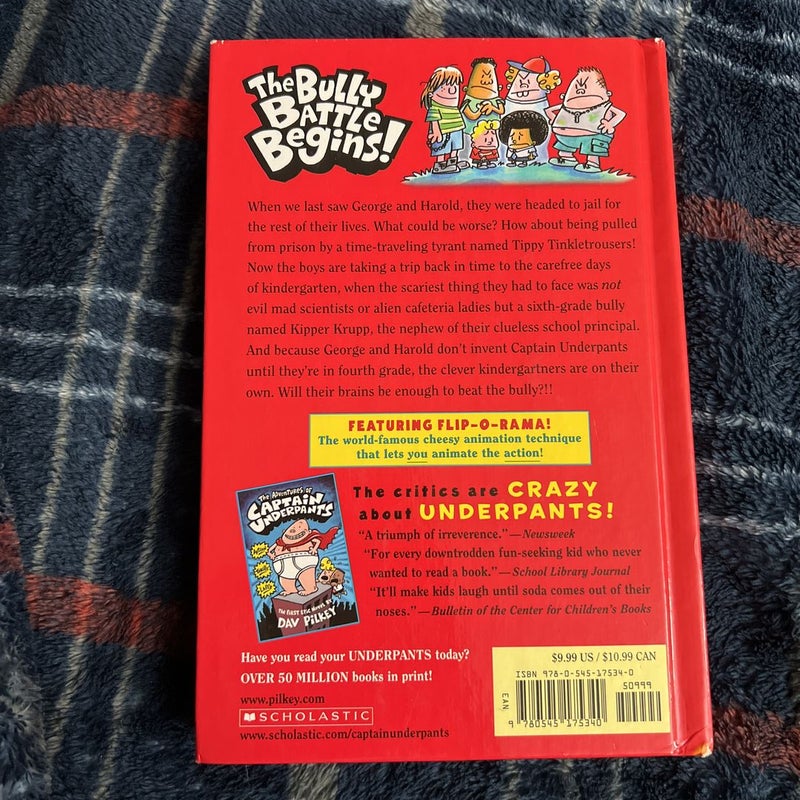 The BULLY
BATTLE
Begins!
When we last saw George and Harold, they were headed to jail for
the rest of their lives. What could be worse? How about being pulled
from prison by a time-traveling tyrant named Tippy Tinkletrousers!
Now the boys are taking a trip back in time to the carefree days
of kindergarten, when the scariest thing they had to face was not
evil mad scientists or alien cafeteria ladies but a sixth-grade bully
named Kipper Krupp, the nephew of their clueless school principal.
And because George and Harold don't invent Captain Underpants
until they're in fourth grade, the clever kindergartners are on their
own. Will their brains be enough to beat the bully?!!
FEATURING FLIP-O-RAMA!
The world-famous cheesy animation technique
that lets you animate the action!
THE ADVENTURES OF
CAPTAIN
UNDERPANTS
THE FIRST EPIC NOVEL BY
DAV PILKEY
The critics are CRAZY
about UNDERPANTS!
“A triumph of irreverence.”—Newsweek
“For every downtrodden fun-seeking kid who never
wanted to read a book.”—School Library Journal
“It'll make kids laugh until soda comes out of their
noses.”—Bulletin of the Center for Children's Books
Have you read your UNDERPANTS today?
OVER 50 MILLION books in print!
www.pilkey.com
SCHOLASTIC
www.scholastic.com/captainunderpants
$9.99 US / $10.99 CAN
ISBN 978-0-545-17534-0
50999
EAN
9 780545 175340